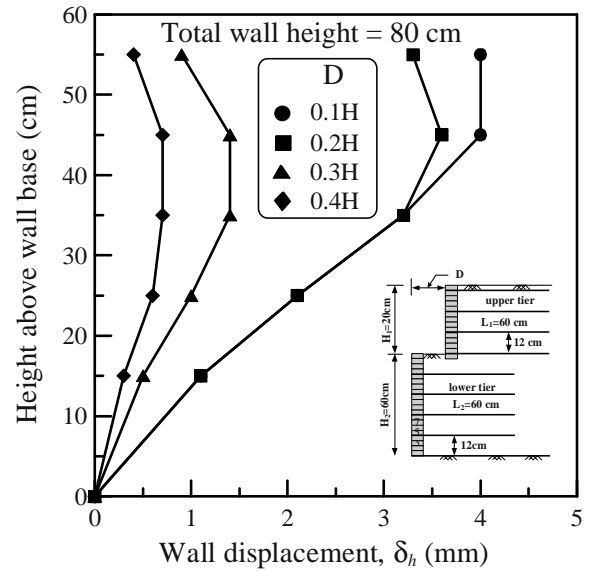 Total wall height = 80 cm
D
0.1H
0.2H
0.3H
0.4H
Height above wall base (cm)
60
50
40
30
20
10
0
0
1
2
3
4
5
Wall displacement, δh (mm)
D
H1=20cm
upper tier
L1=60 cm
12 cm
H2=60cm
lower tier
L2=60 cm
12cm